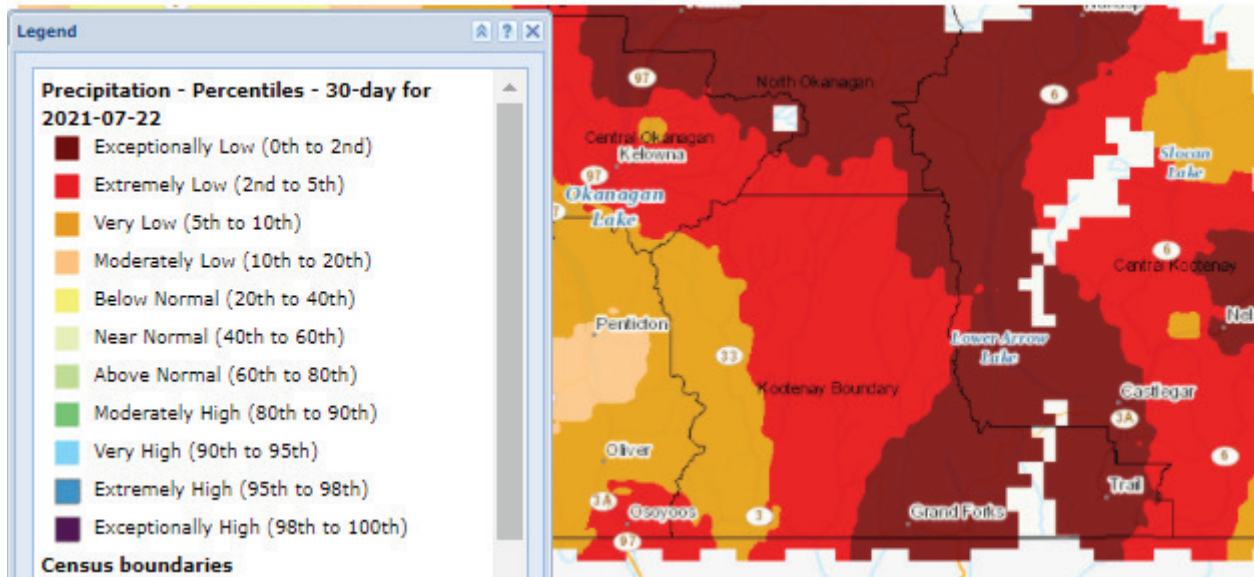 Legend
Precipitation - Percentiles - 30-day for
2021-07-22
Exceptionally Low (0th to 2nd)
Extremely Low (2nd to 5th)
Very Low (5th to 10th)
Moderately Low (10th to 20th)
Below Normal (20th to 40th)
Near Normal (40th to 60th)
Above Normal (60th to 80th)
Moderately High (80th to 90th)
Very High (90th to 95th)
Extremely High (95th to 98th)
Exceptionally High (98th to 100th)
Census boundaries
97
North Okanagan
6
Central Okanagan
Kelowna
97
Okanagan
Lake
Slocan
Lake
6
Central Kootenay
Nel
Penticton
33
Lower Arrow
Lake
Kootenay Boundary
Castlegar
3A
Oliver
6
3A
Osoyoos
3
Grand Forks
Trail
97